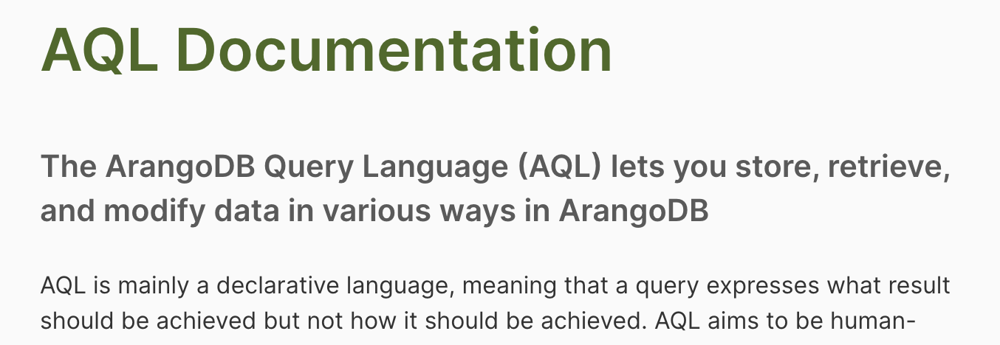 AQL Documentation
The ArangoDB Query Language (AQL) lets you store, retrieve,
and modify data in various ways in ArangoDB
AQL is mainly a declarative language, meaning that a query expresses what result
should be achieved but not how it should be achieved. AQL aims to be human-